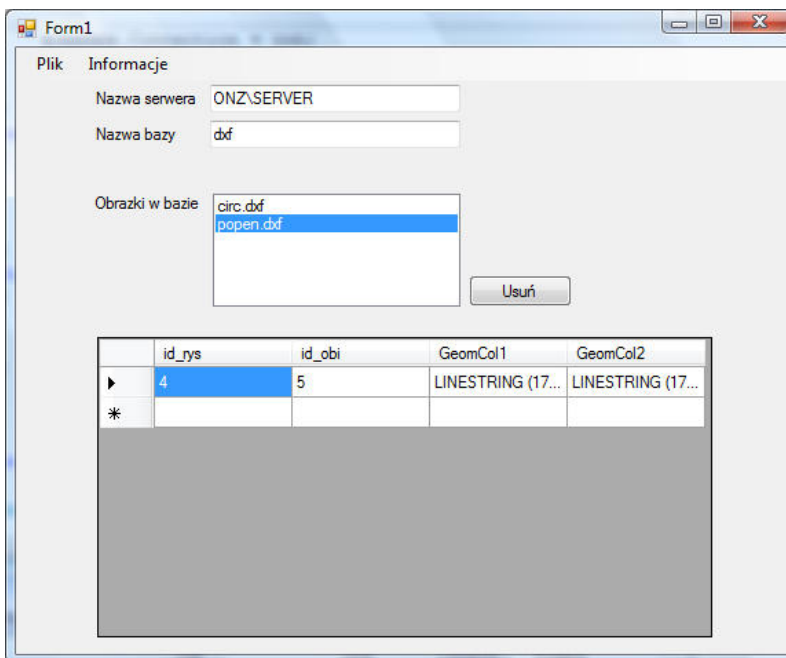 Form1
Plik Informacje
Nazwa serwera ONZ\SERVER
Nazwa bazy dxf
Obrazki w bazie circ.dxf
popen.dxf
Usuń
id_rys id_obi GeomCol1 GeomCol2
4 5 LINESTRING (17... LINESTRING (17...